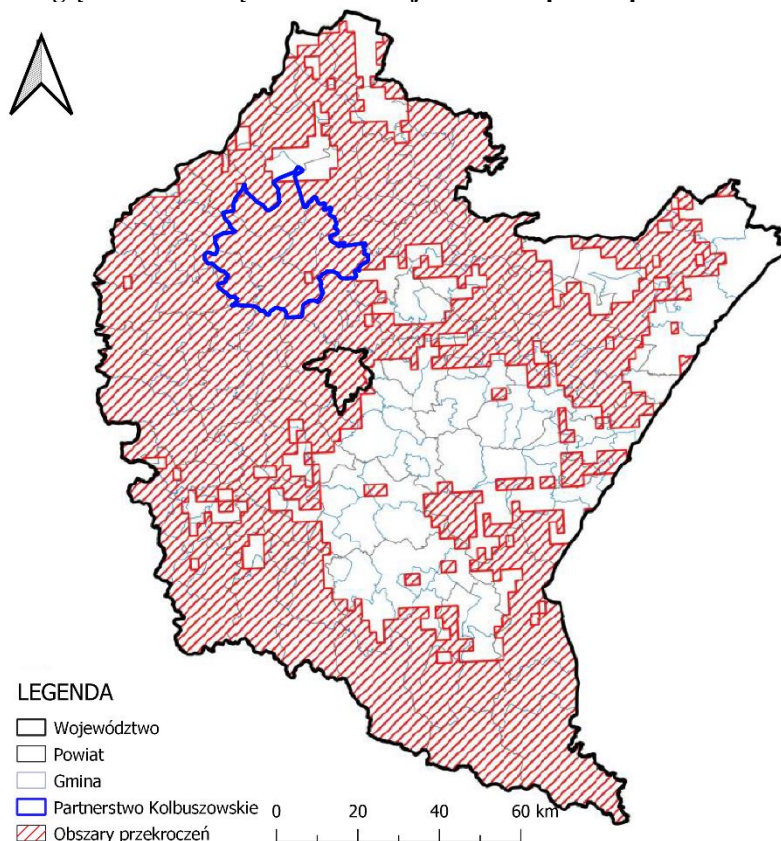 LEGENDA
Województwo
Powiat
Gmina
Partnerstwo Kolbuszowskie
Obszary przekroczeń
0 20 40 60 km